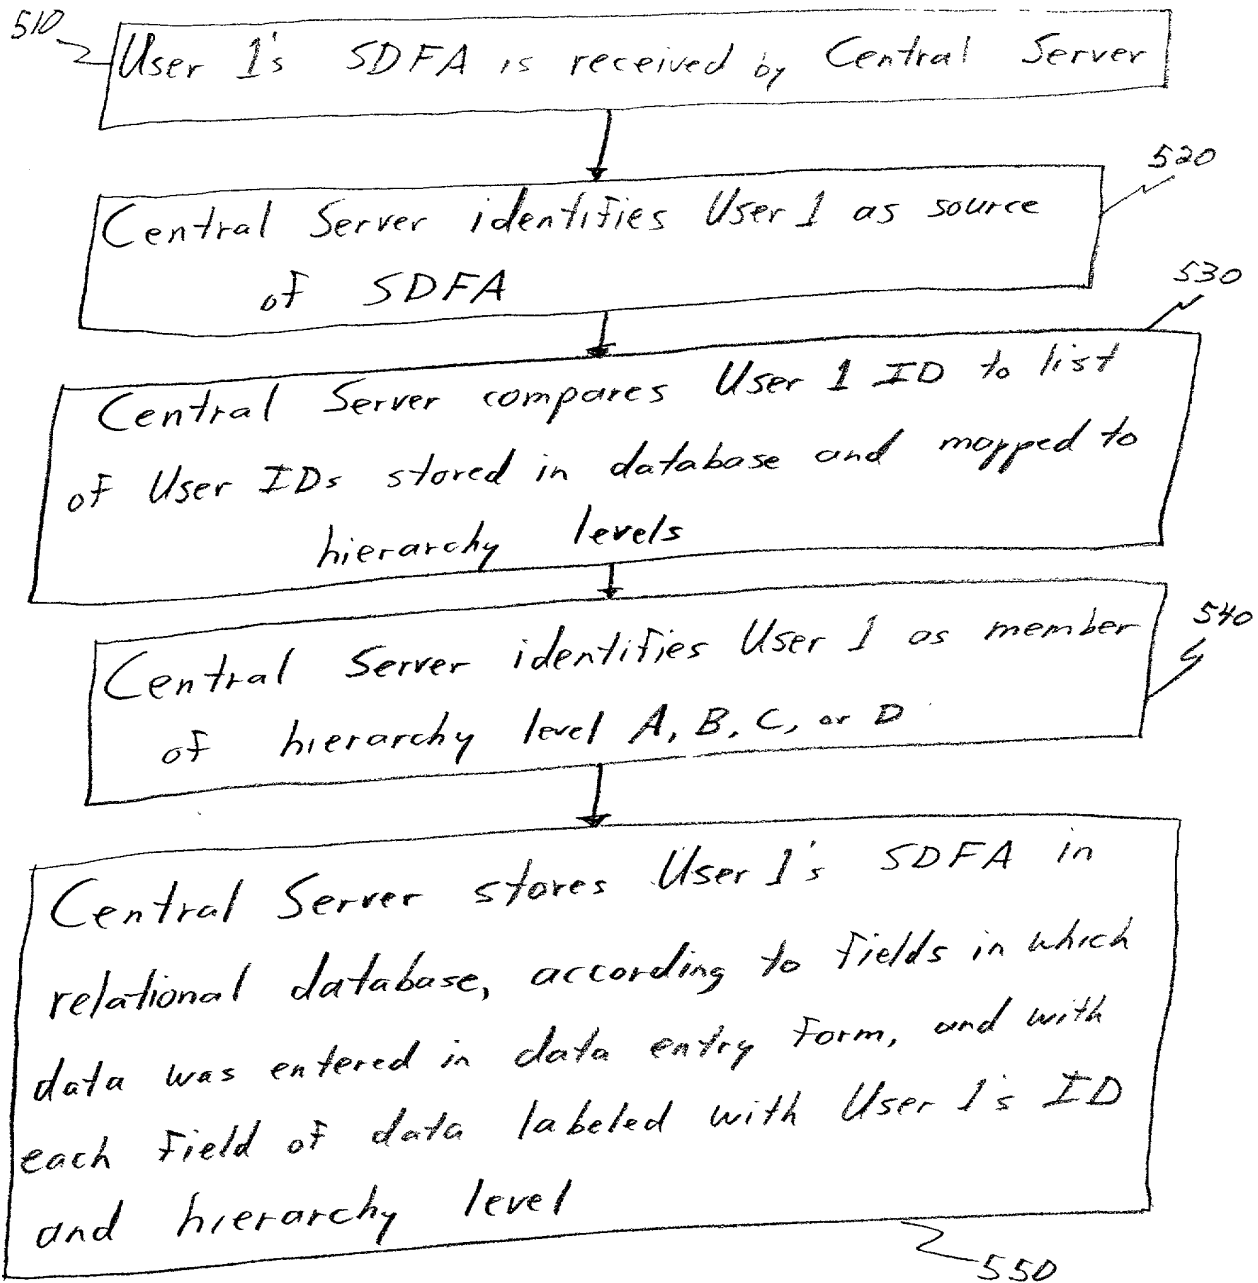 510
User 1's SDFA is received by Central Server
520
Central Server identifies User 1 as source
of SDFA
530
Central Server compares User 1 ID to list
of User IDs stored in database and mapped to
hierarchy levels
540
Central Server identifies User 1 as member
of hierarchy level A, B, C, or D
Central Server stores User 1's SDFA in
relational database, according to fields in which
data was entered in data entry form, and with
each field of data labeled with User 1's ID
and hierarchy level
550